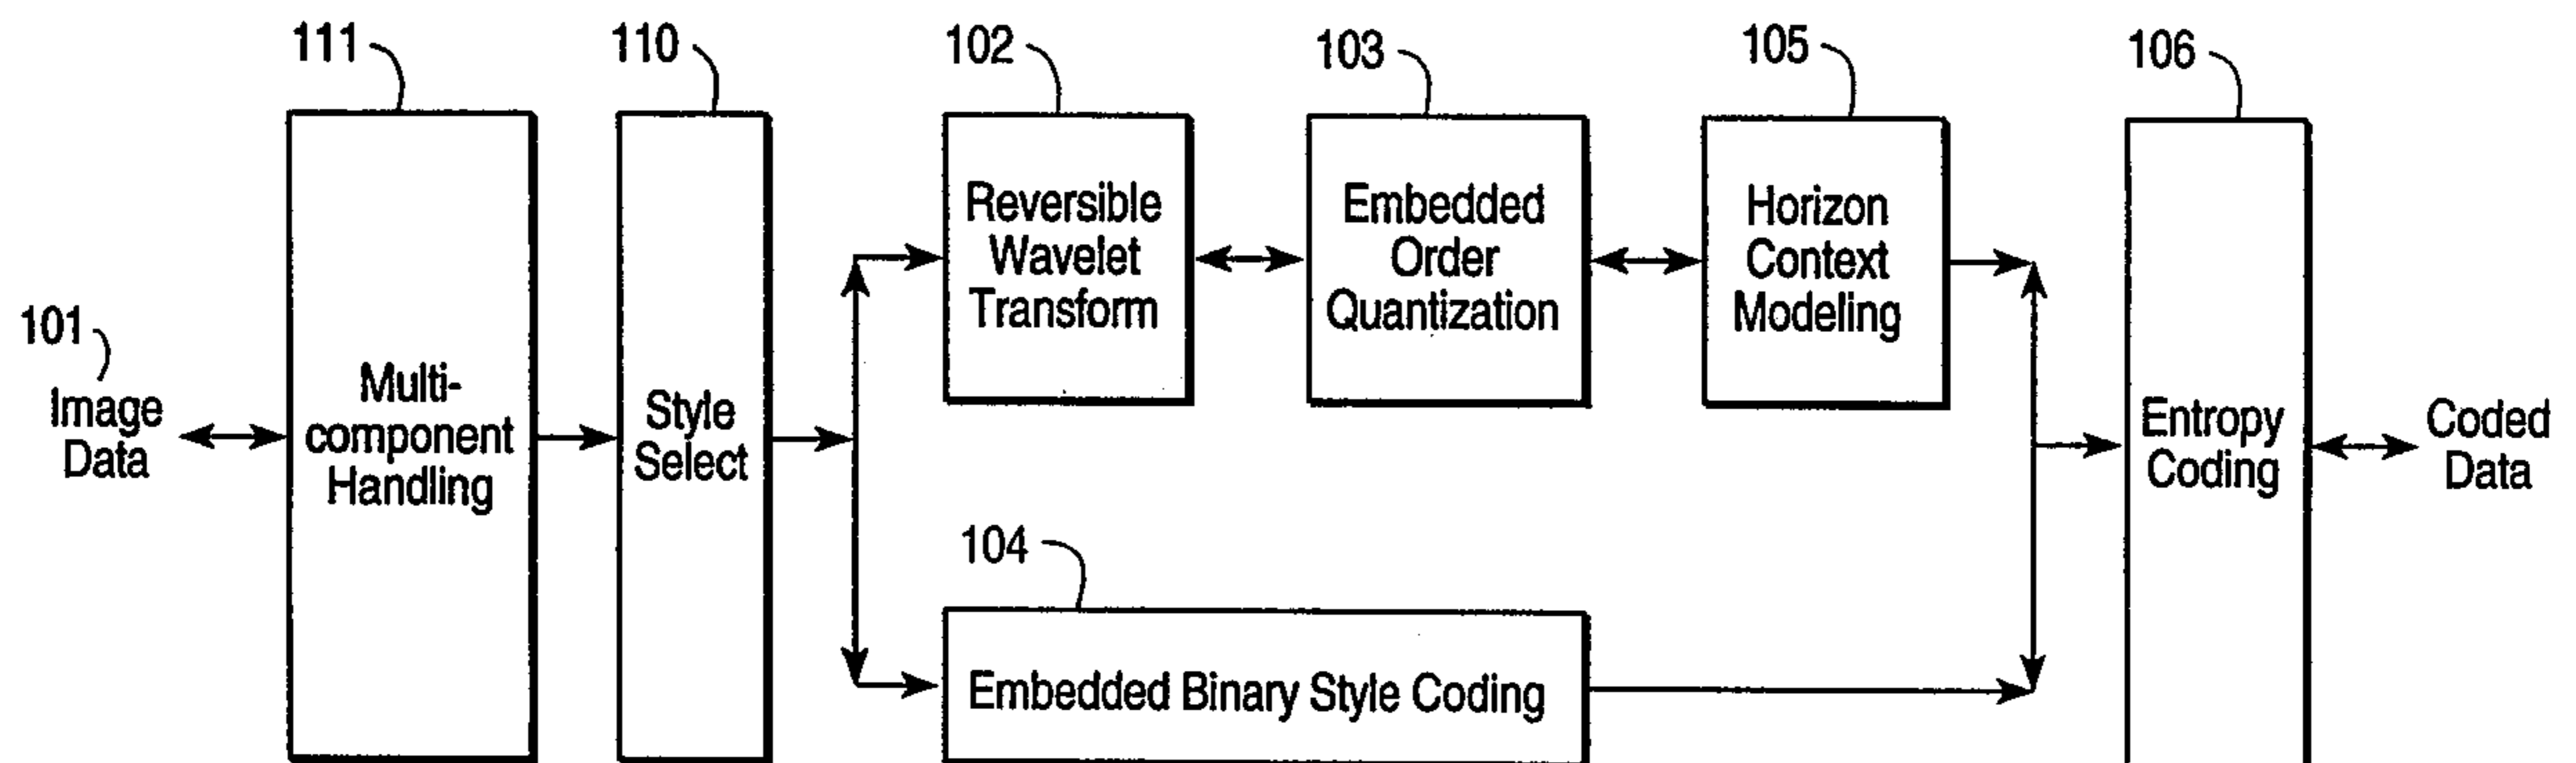 111
110
102
103
105
106
101
Image
Data
Multi-
component
Handling
Style
Select
Reversible
Wavelet
Transform
Embedded
Order
Quantization
Horizon
Context
Modeling
104
Embedded Binary Style Coding
Entropy
Coding
Coded
Data